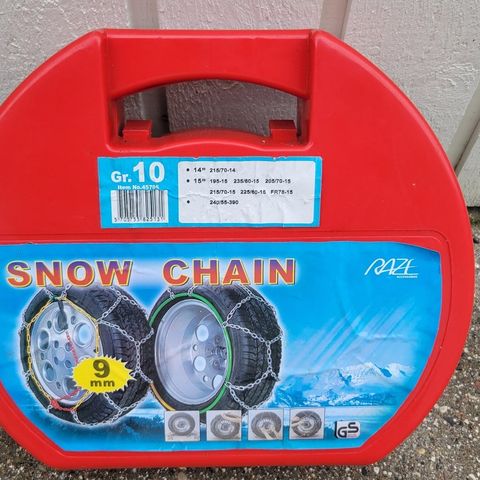 Gr. 10
Item No.45704
14" 215/70-14
15" 195-15 235/60-15 205/70-15
215/70-15 225/60-15 FR78-15
240/55-390
SNOW CHAIN
RAZE
9
mm
GS